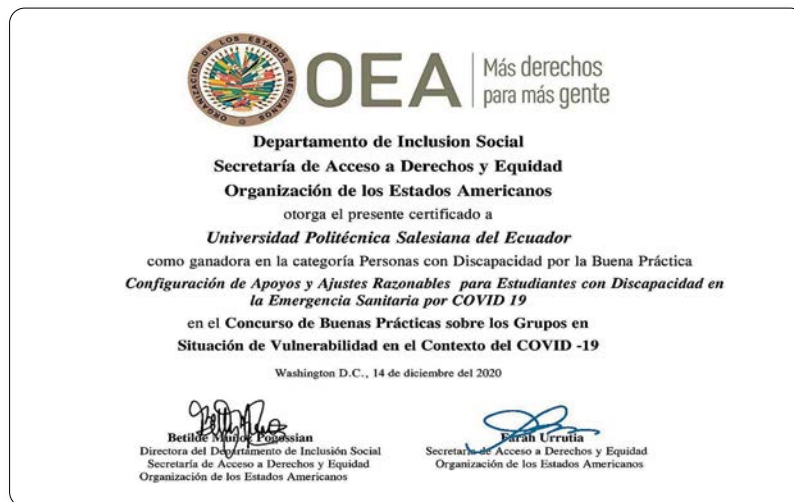 ORGANIZACIÓN DE LOS ESTADOS AMERICANOS
OEA
Más derechos
para más gente
Departamento de Inclusion Social
Secretaría de Acceso a Derechos y Equidad
Organización de los Estados Americanos
otorga el presente certificado a
Universidad Politécnica Salesiana del Ecuador
como ganadora en la categoría Personas con Discapacidad por la Buena Práctica
Configuración de Apoyos y Ajustes Razonables para Estudiantes con Discapacidad en
la Emergencia Sanitaria por COVID 19
en el Concurso de Buenas Prácticas sobre los Grupos en
Situación de Vulnerabilidad en el Contexto del COVID -19
Washington D.C., 14 de diciembre del 2020
Betilde Muñoz Pogossian
Directora del Departamento de Inclusión Social
Secretaría de Acceso a Derechos y Equidad
Organización de los Estados Americanos
Farah Urrutia
Secretaria de Acceso a Derechos y Equidad
Organización de los Estados Americanos